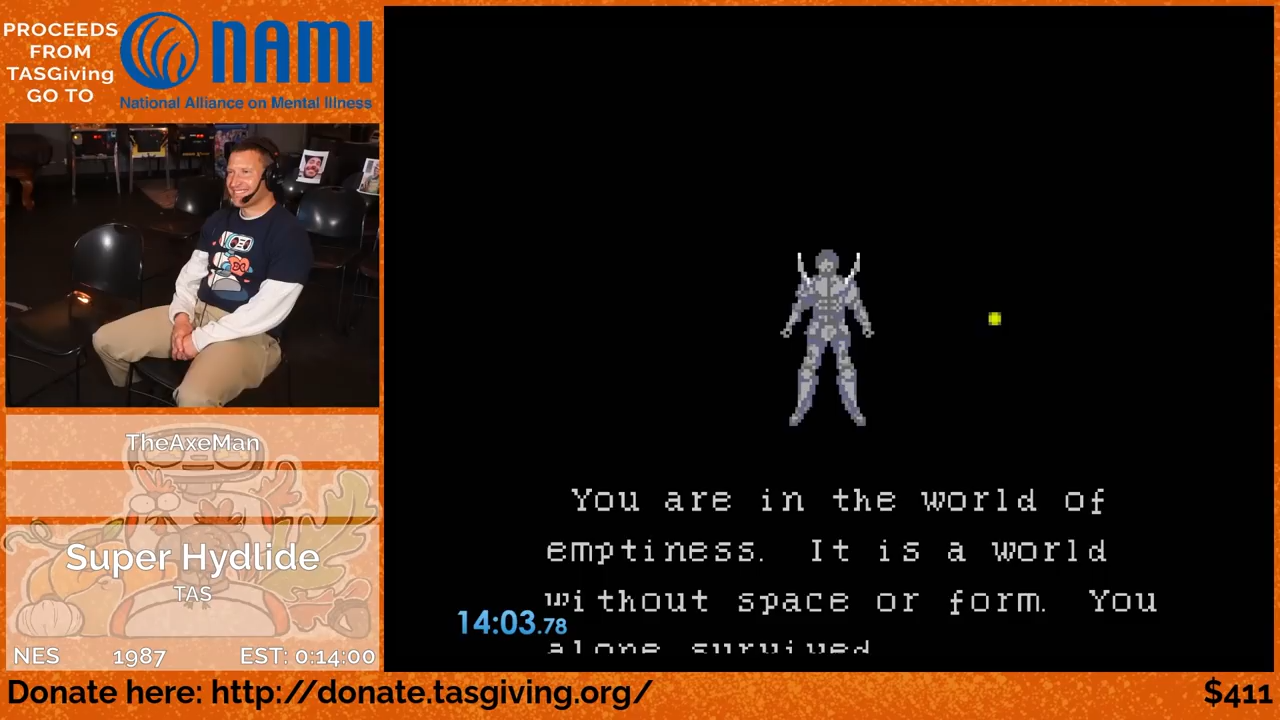 PROCEEDS
FROM
TASGiving
GO TO
NAMI
National Alliance on Mental Illness
TheAxeMan
Super Hydlide
TAS
NES 1987 EST: 0:14:00
You are in the world of
emptiness. It is a world
without space or form. You
alone survived
14:03.78
Donate here: http://donate.tasgiving.org/ $411